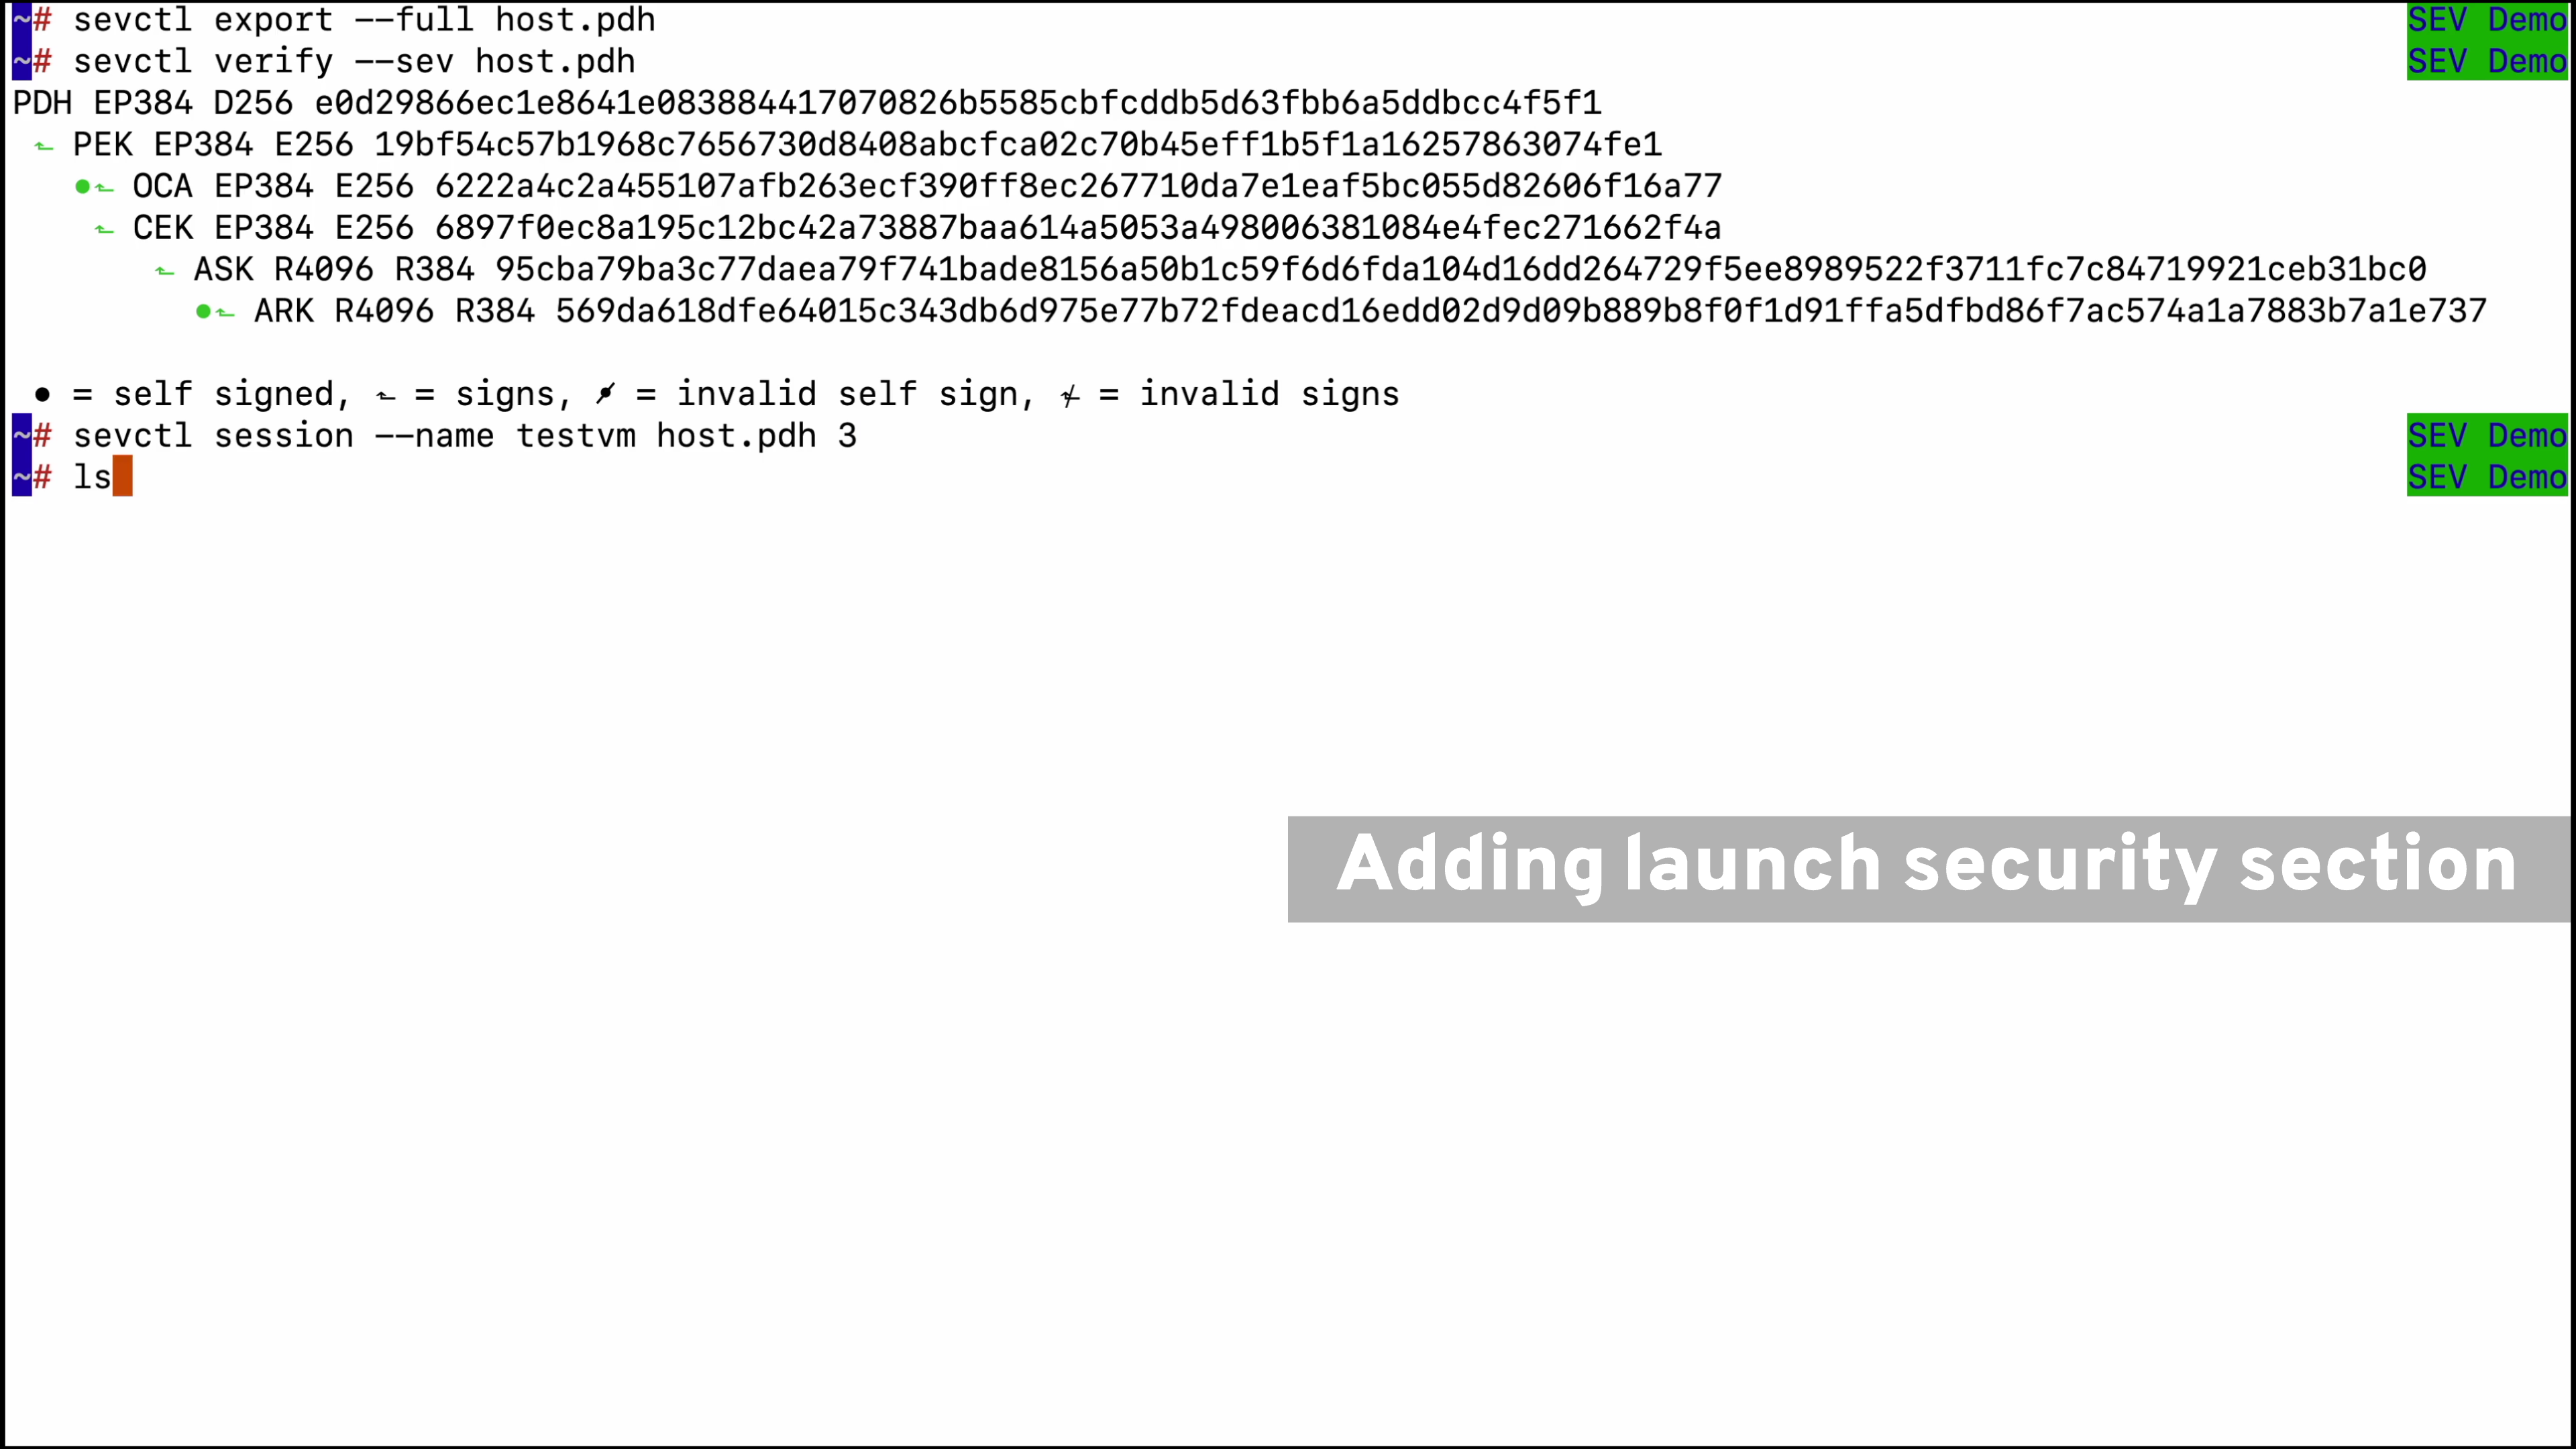 ~# sevctl export --full host.pdh SEV Demo
~# sevctl verify --sev host.pdh SEV Demo
PDH EP384 D256 e0d29866ec1e8641e083884417070826b5585cbfcddb5d63fbb6a5ddbcc4f5f1
⬑ PEK EP384 E256 19bf54c57b1968c7656730d8408abcfca02c70b45eff1b5f1a16257863074fe1
•⬑ OCA EP384 E256 6222a4c2a455107afb263ecf390ff8ec267710da7e1eaf5bc055d82606f16a77
⬑ CEK EP384 E256 6897f0ec8a195c12bc42a73887baa614a5053a498006381084e4fec271662f4a
⬑ ASK R4096 R384 95cba79ba3c77daea79f741bade8156a50b1c59f6d6fda104d16dd264729f5ee8989522f3711fc7c84719921ceb31bc0
•⬑ ARK R4096 R384 569da618dfe64015c343db6d975e77b72fdeacd16edd02d9d09b889b8f0f1d91ffa5dfbd86f7ac574a1a7883b7a1e737
• = self signed, ⬑ = signs, •̷ = invalid self sign, ⬑̸ = invalid signs
~# sevctl session --name testvm host.pdh 3 SEV Demo
~# ls SEV Demo
Adding launch security section